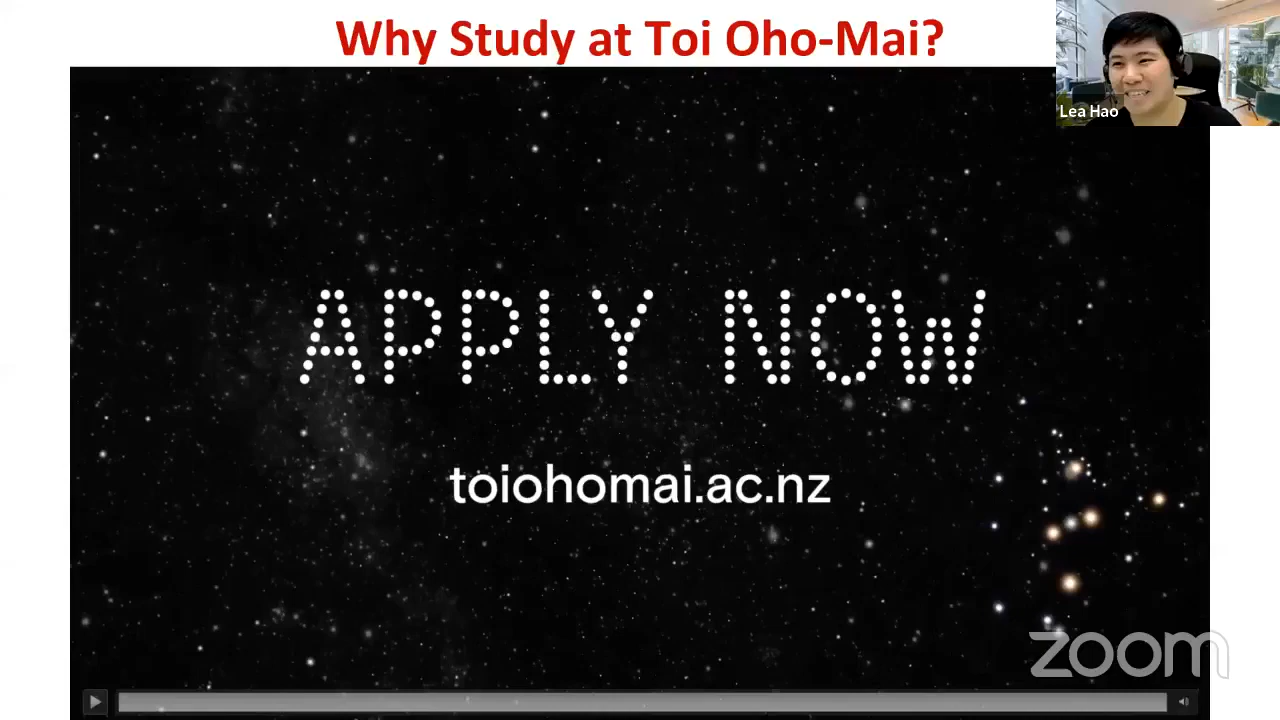 Why Study at Toi Oho-Mai?
Lea Hao
APPLY NOW
toiohomai.ac.nz
zoom